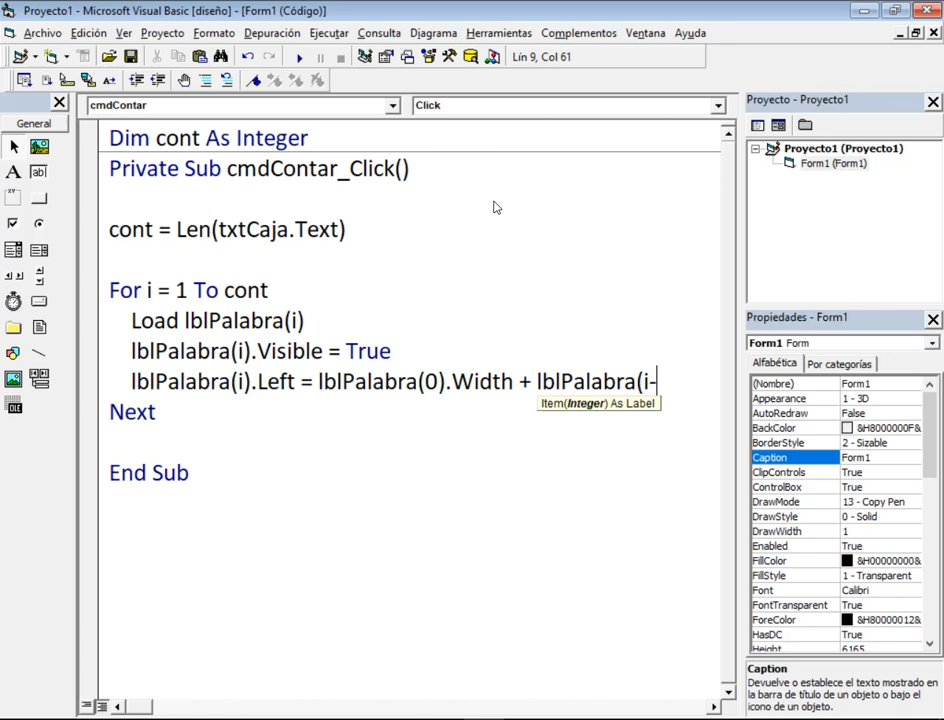 Proyecto1 - Microsoft Visual Basic [diseño] - [Form1 (Código)]
Archivo Edición Ver Proyecto Formato Depuración Ejecutar Consulta Diagrama Herramientas Complementos Ventana Ayuda
Lín 9, Col 61
General
cmdContar
Click
Dim cont As Integer
Private Sub cmdContar_Click()
cont = Len(txtCaja.Text)
For i = 1 To cont
Load lblPalabra(i)
lblPalabra(i).Visible = True
lblPalabra(i).Left = lblPalabra(0).Width + lblPalabra(i-
Item(Integer) As Label
Next
End Sub
Proyecto - Proyecto1
Proyecto1 (Proyecto1)
Form1 (Form1)
Propiedades - Form1
Form1 Form
Alfabética Por categorías
(Nombre) Form1
Appearance 1 - 3D
AutoRedraw False
BackColor &H8000000F&
BorderStyle 2 - Sizable
Caption Form1
ClipControls True
ControlBox True
DrawMode 13 - Copy Pen
DrawStyle 0 - Solid
DrawWidth 1
Enabled True
FillColor &H00000000&
FillStyle 1 - Transparent
Font Calibri
FontTransparent True
ForeColor &H80000012&
HasDC True
Height 6165
Caption
Devuelve o establece el texto mostrado en
la barra de título de un objeto o bajo el
icono de un objeto.